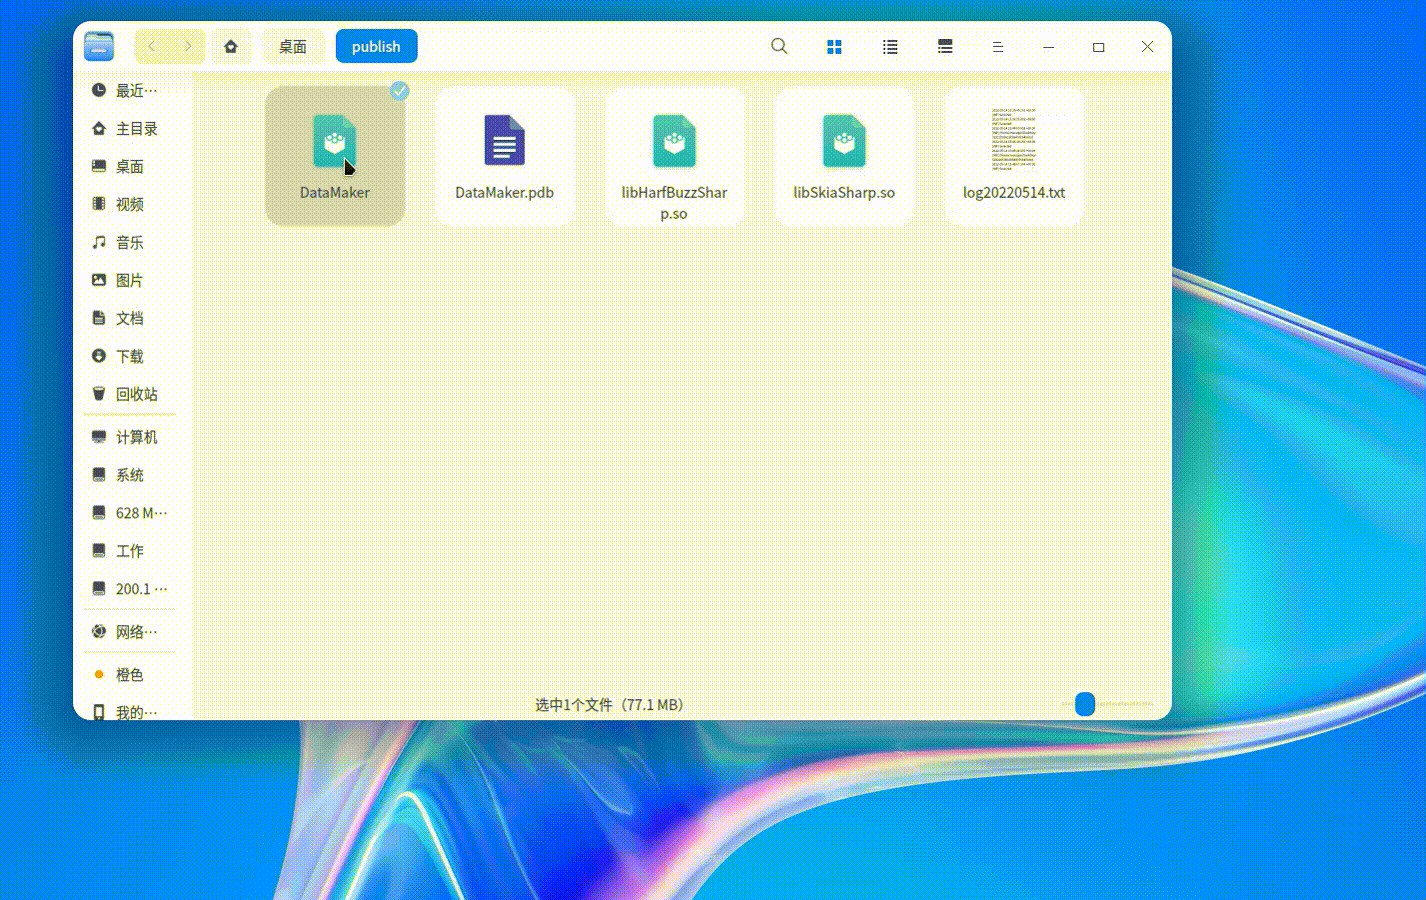 桌面
publish
最近···
主目录
桌面
视频
音乐
图片
文档
下载
回收站
计算机
系统
628 M···
工作
200.1 ···
网络···
橙色
我的···
DataMaker
DataMaker.pdb
libHarfBuzzShar
p.so
libSkiaSharp.so
log20220514.txt
选中1个文件（77.1 MB）